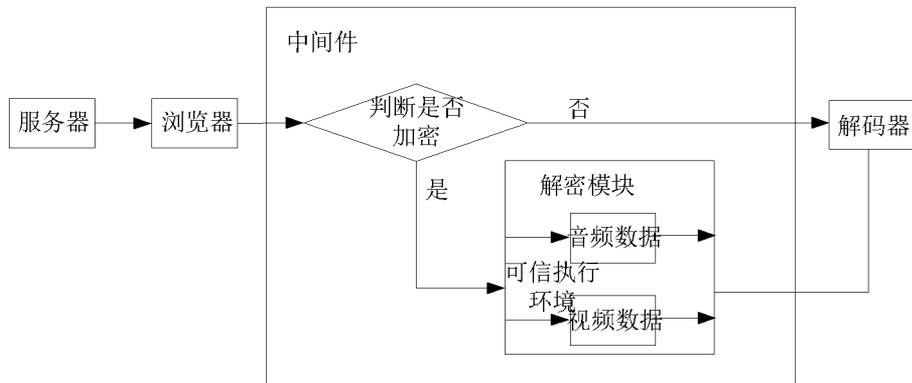 中间件
服务器
浏览器
判断是否
加密
否
解码器
是
解密模块
音频数据
可信执行
环境
视频数据